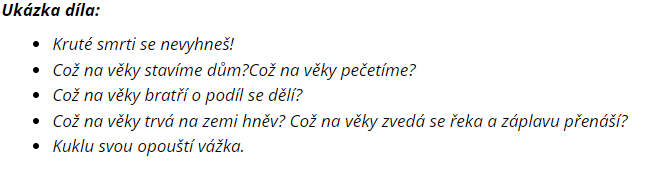 Ukázka díla:
Kruté smrti se nevyhneš!
Což na věky stavíme dům?Což na věky pečetíme?
Což na věky bratří o podíl se dělí?
Což na věky trvá na zemi hněv? Což na věky zvedá se řeka a záplavu přenáší?
Kuklu svou opouští vážka.